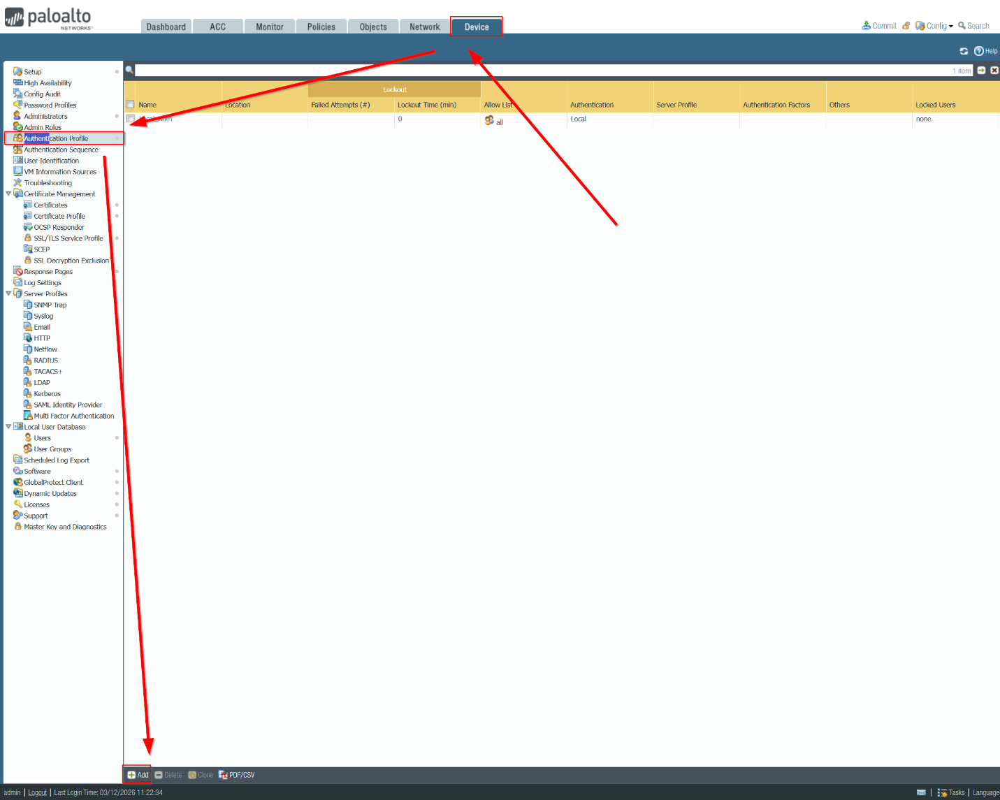 paloalto
NETWORKS®
Dashboard ACC Monitor Policies Objects Network Device
Commit Config Search
Help
1 item
Setup
High Availability
Config Audit
Password Profiles
Administrators
Admin Roles
Authentication Profile
Authentication Sequence
User Identification
VM Information Sources
Troubleshooting
Certificate Management
Certificates
Certificate Profile
OCSP Responder
SSL/TLS Service Profile
SCEP
SSL Decryption Exclusion
Response Pages
Log Settings
Server Profiles
SNMP Trap
Syslog
Email
HTTP
Netflow
RADIUS
TACACS+
LDAP
Kerberos
SAML Identity Provider
Multi Factor Authentication
Local User Database
Users
User Groups
Scheduled Log Export
Software
GlobalProtect Client
Dynamic Updates
Licenses
Support
Master Key and Diagnostics
Lockout
Name Location Failed Attempts (#) Lockout Time (min) Allow List Authentication Server Profile Authentication Factors Others Locked Users
0 all Local none
Add Delete Clone PDF/CSV
admin | Logout | Last Login Time: 03/12/2026 11:22:34
Tasks | Language